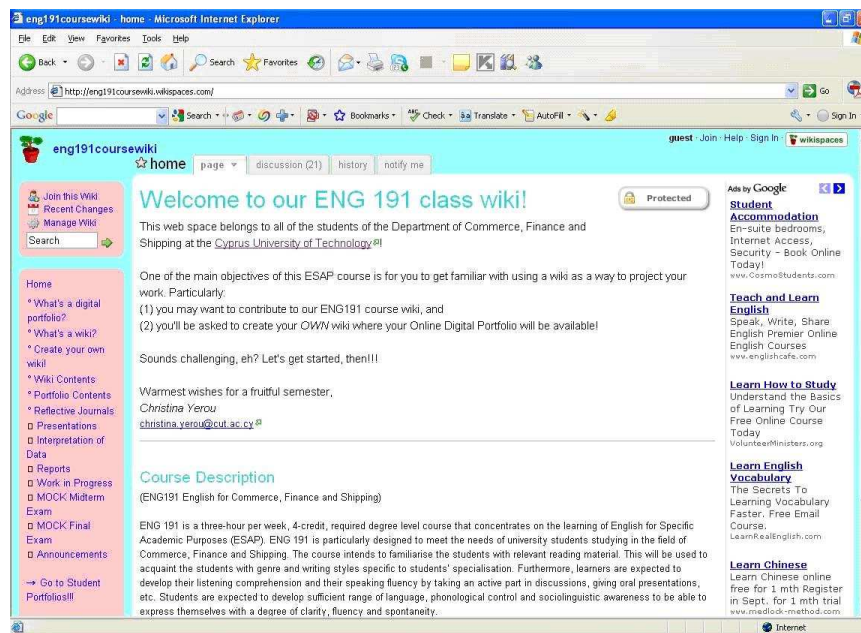 eng191coursewiki - home - Microsoft Internet Explorer
File Edit View Favorites Tools Help
Back Search Favorites
Address http://eng191coursewiki.wikispaces.com/ Go
Google Search Bookmarks Check Translate AutoFill Sign In
guest · Join · Help · Sign In · wikispaces
eng191coursewiki
home page discussion (21) history notify me
Join this Wiki
Recent Changes
Manage Wiki
Search
Home
° What's a digital
portfolio?
° What's a wiki?
° Create your own
wiki!
° Wiki Contents
° Portfolio Contents
° Reflective Journals
Presentations
Interpretation of
Data
Reports
Work in Progress
MOCK Midterm
Exam
MOCK Final
Exam
Announcements
→ Go to Student
Portfolios!!!
Welcome to our ENG 191 class wiki!
Protected
This web space belongs to all of the students of the Department of Commerce, Finance and
Shipping at the Cyprus University of Technology!
One of the main objectives of this ESAP course is for you to get familiar with using a wiki as a way to project your
work. Particularly:
(1) you may want to contribute to our ENG191 course wiki, and
(2) you'll be asked to create your OWN wiki where your Online Digital Portfolio will be available!
Sounds challenging, eh? Let's get started, then!!!
Warmest wishes for a fruitful semester,
Christina Yerou
christina.yerou@cut.ac.cy
Course Description
(ENG191 English for Commerce, Finance and Shipping)
ENG 191 is a three-hour per week, 4-credit, required degree level course that concentrates on the learning of English for Specific
Academic Purposes (ESAP). ENG 191 is particularly designed to meet the needs of university students studying in the field of
Commerce, Finance and Shipping. The course intends to familiarise the students with relevant reading material. This will be used to
acquaint the students with genre and writing styles specific to students' specialisation. Furthermore, learners are expected to
develop their listening comprehension and their speaking fluency by taking an active part in discussions, giving oral presentations,
etc. Students are expected to develop sufficient range of language, phonological control and sociolinguistic awareness to be able to
express themselves with a degree of clarity, fluency and spontaneity.
Ads by Google
Student
Accommodation
En-suite bedrooms,
Internet Access,
Security - Book Online
Today!
www.CosmoStudents.com
Teach and Learn
English
Speak, Write, Share
English Premier Online
English Courses
www.englishcafe.com
Learn How to Study
Understand the Basics
of Learning Try Our
Free Online Course
Today
VolunteerMinisters.org
Learn English
Vocabulary
The Secrets To
Learning Vocabulary
Faster. Free Email
Course.
LearnRealEnglish.com
Learn Chinese
Learn Chinese online
free for 1 mth Register
in Sept. for 1 mth trial
www.medlock-method.com
Internet